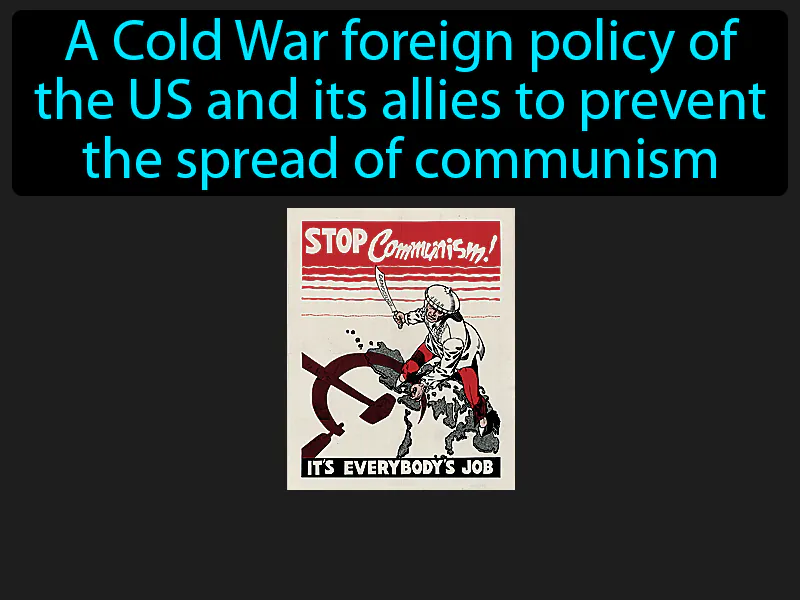 A Cold War foreign policy of
the US and its allies to prevent
the spread of communism
STOP Communism!
IT'S EVERYBODY'S JOB